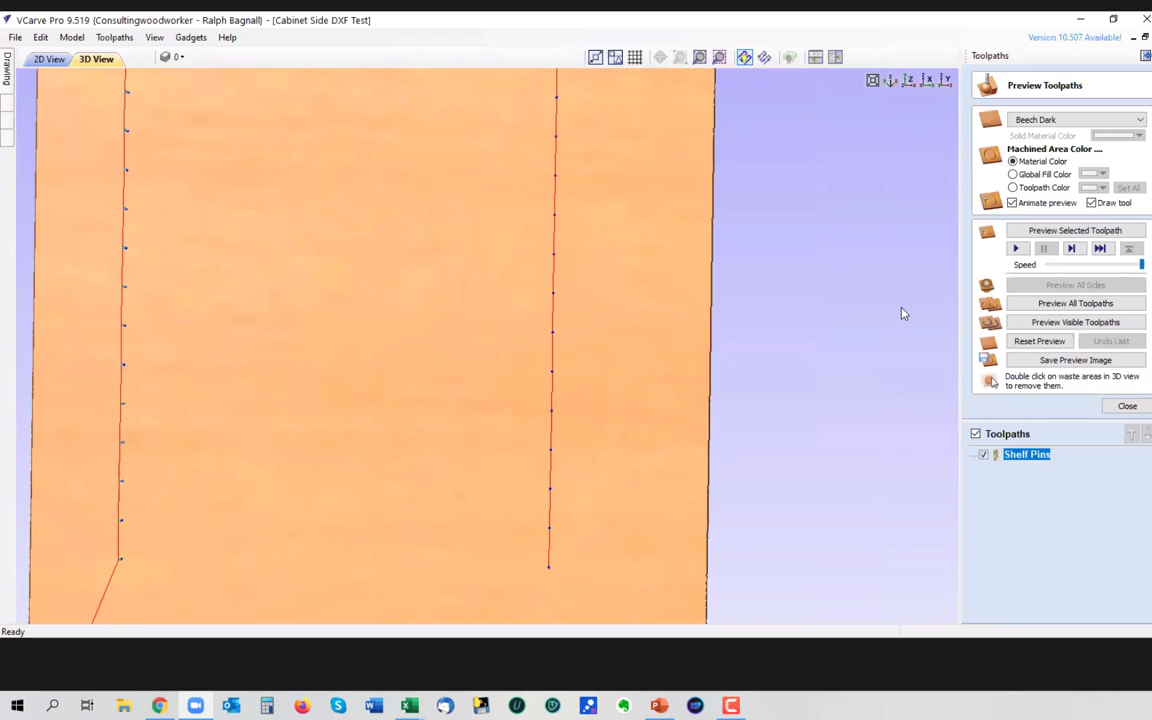 VCarve Pro 9.519 (Consultingwoodworker - Ralph Bagnall) - [Cabinet Side DXF Test]
File Edit Model Toolpaths View Gadgets Help
Version 10.507 Available!
Drawing
2D View 3D View 0
Toolpaths
Z X Y
Preview Toolpaths
Beech Dark
Solid Material Color
Machined Area Color ....
Material Color
Global Fill Color
Toolpath Color Set All
Animate preview Draw tool
Preview Selected Toolpath
Speed
Preview All Sides
Preview All Toolpaths
Preview Visible Toolpaths
Reset Preview Undo Last
Save Preview Image
Double click on waste areas in 3D view
to remove them.
Close
Toolpaths
Shelf Pins
Ready